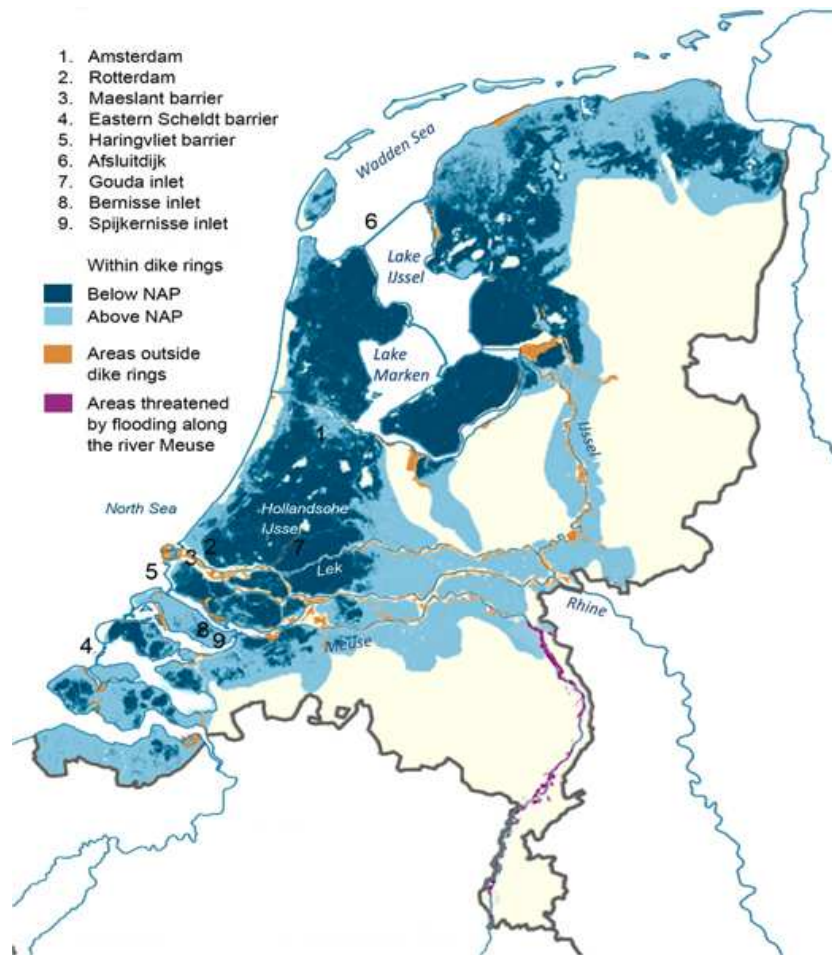 1. Amsterdam
2. Rotterdam
3. Maeslant barrier
4. Eastern Scheldt barrier
5. Haringvliet barrier
6. Afsluitdijk
7. Gouda inlet
8. Bernisse inlet
9. Spijkernisse inlet
Within dike rings
Below NAP
Above NAP
Areas outside
dike rings
Areas threatened
by flooding along
the river Meuse
Wadden Sea
6
Lake
IJssel
Lake
Marken
1
IJssel
North Sea
Hollandsche
IJssel
2
7
3
Lek
5
Rhine
8
9
4
Meuse